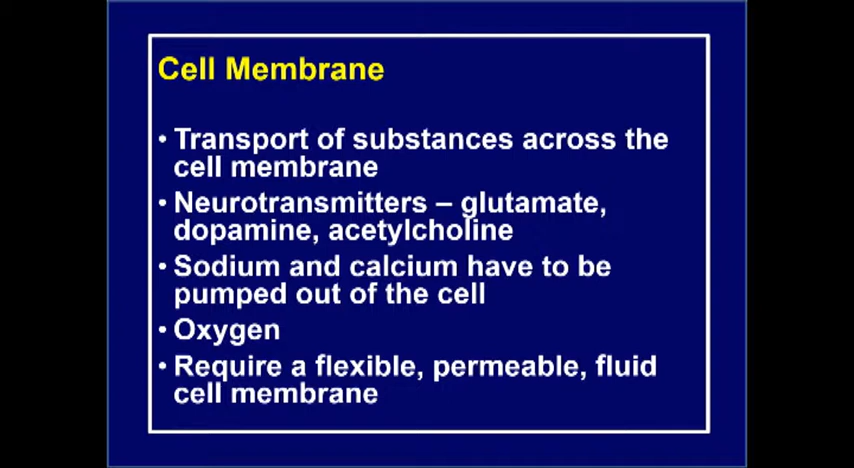 Cell Membrane
• Transport of substances across the
cell membrane
• Neurotransmitters – glutamate,
dopamine, acetylcholine
• Sodium and calcium have to be
pumped out of the cell
• Oxygen
• Require a flexible, permeable, fluid
cell membrane